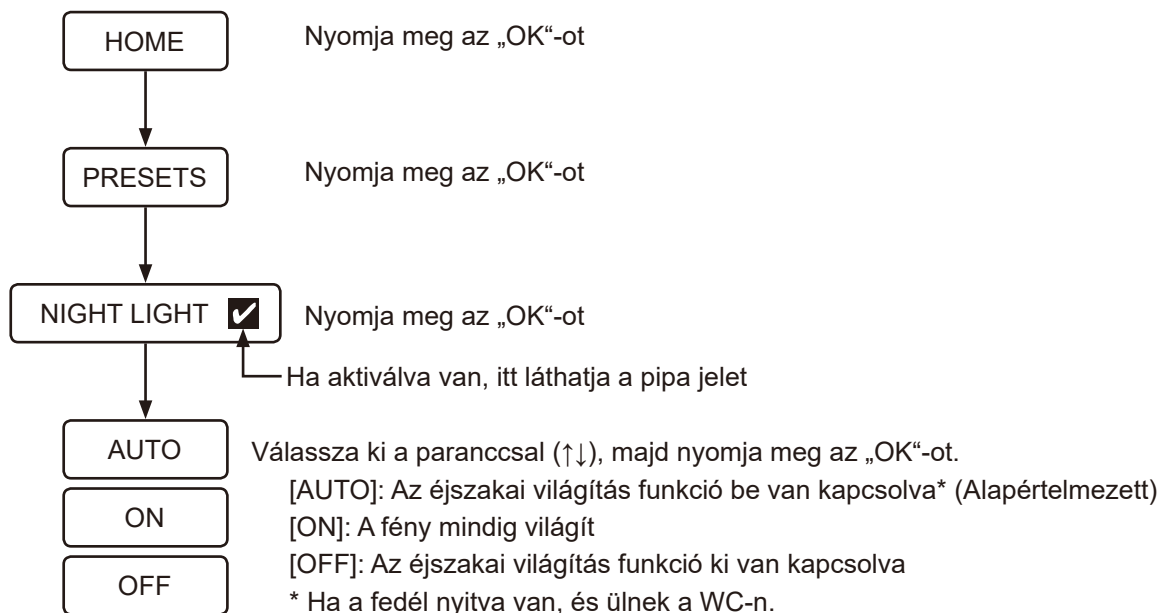 HOME Nyomja meg az „OK“-ot
PRESETS Nyomja meg az „OK“-ot
NIGHT LIGHT ✔ Nyomja meg az „OK“-ot
Ha aktiválva van, itt láthatja a pipa jelet
AUTO Válassza ki a paranccsal (↑↓), majd nyomja meg az „OK“-ot.
[AUTO]: Az éjszakai világítás funkció be van kapcsolva* (Alapértelmezett)
ON [ON]: A fény mindig világít
[OFF]: Az éjszakai világítás funkció ki van kapcsolva
OFF * Ha a fedél nyitva van, és ülnek a WC-n.